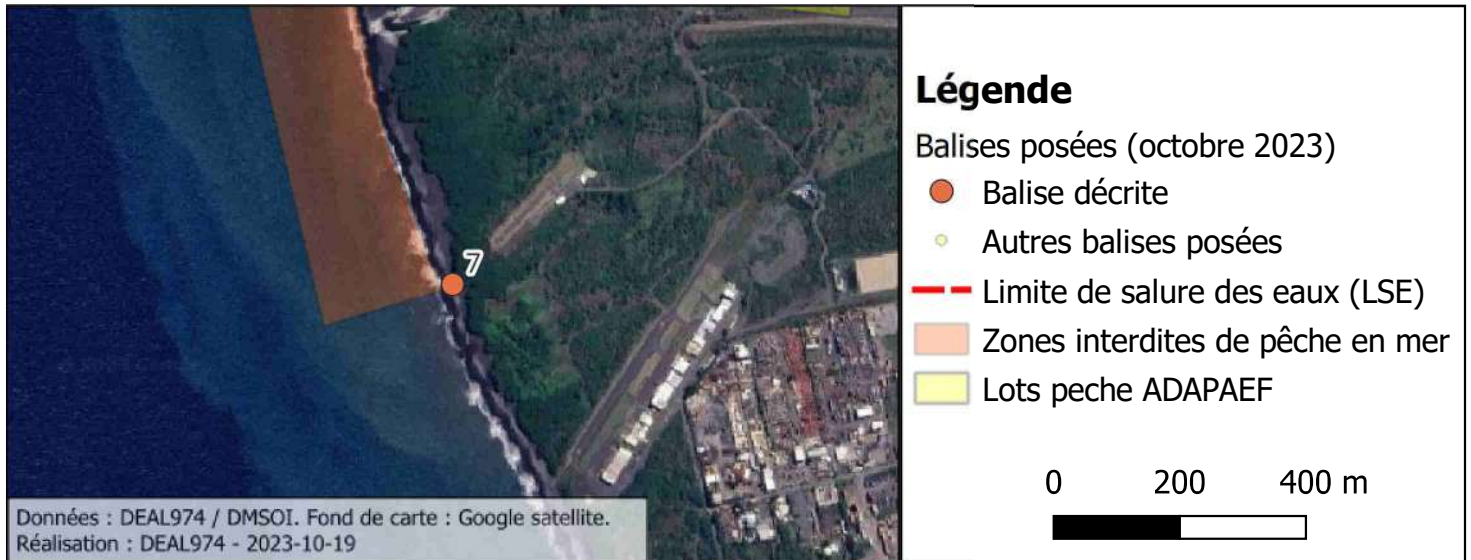 7
Données : DEAL974 / DMSOI. Fond de carte : Google satellite.
Réalisation : DEAL974 - 2023-10-19
Légende
Balises posées (octobre 2023)
Balise décrite
Autres balises posées
Limite de salure des eaux (LSE)
Zones interdites de pêche en mer
Lots peche ADAPAEF
0 200 400 m